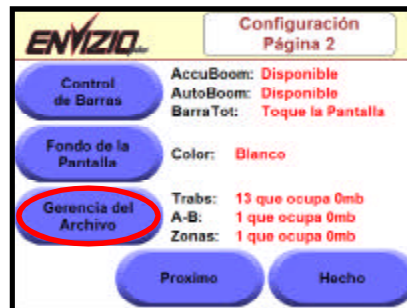 ENVIZIO
Configuración
Página 2
Control
de Barras
AccuBoom: Disponible
AutoBoom: Disponible
BarraTot: Toque la Pantalla
Fondo de la
Pantalla
Color: Blanco
Gerencia del
Archivo
Trabs: 13 que ocupa 0mb
A-B: 1 que ocupa 0mb
Zonas: 1 que ocupa 0mb
Proximo
Hecho